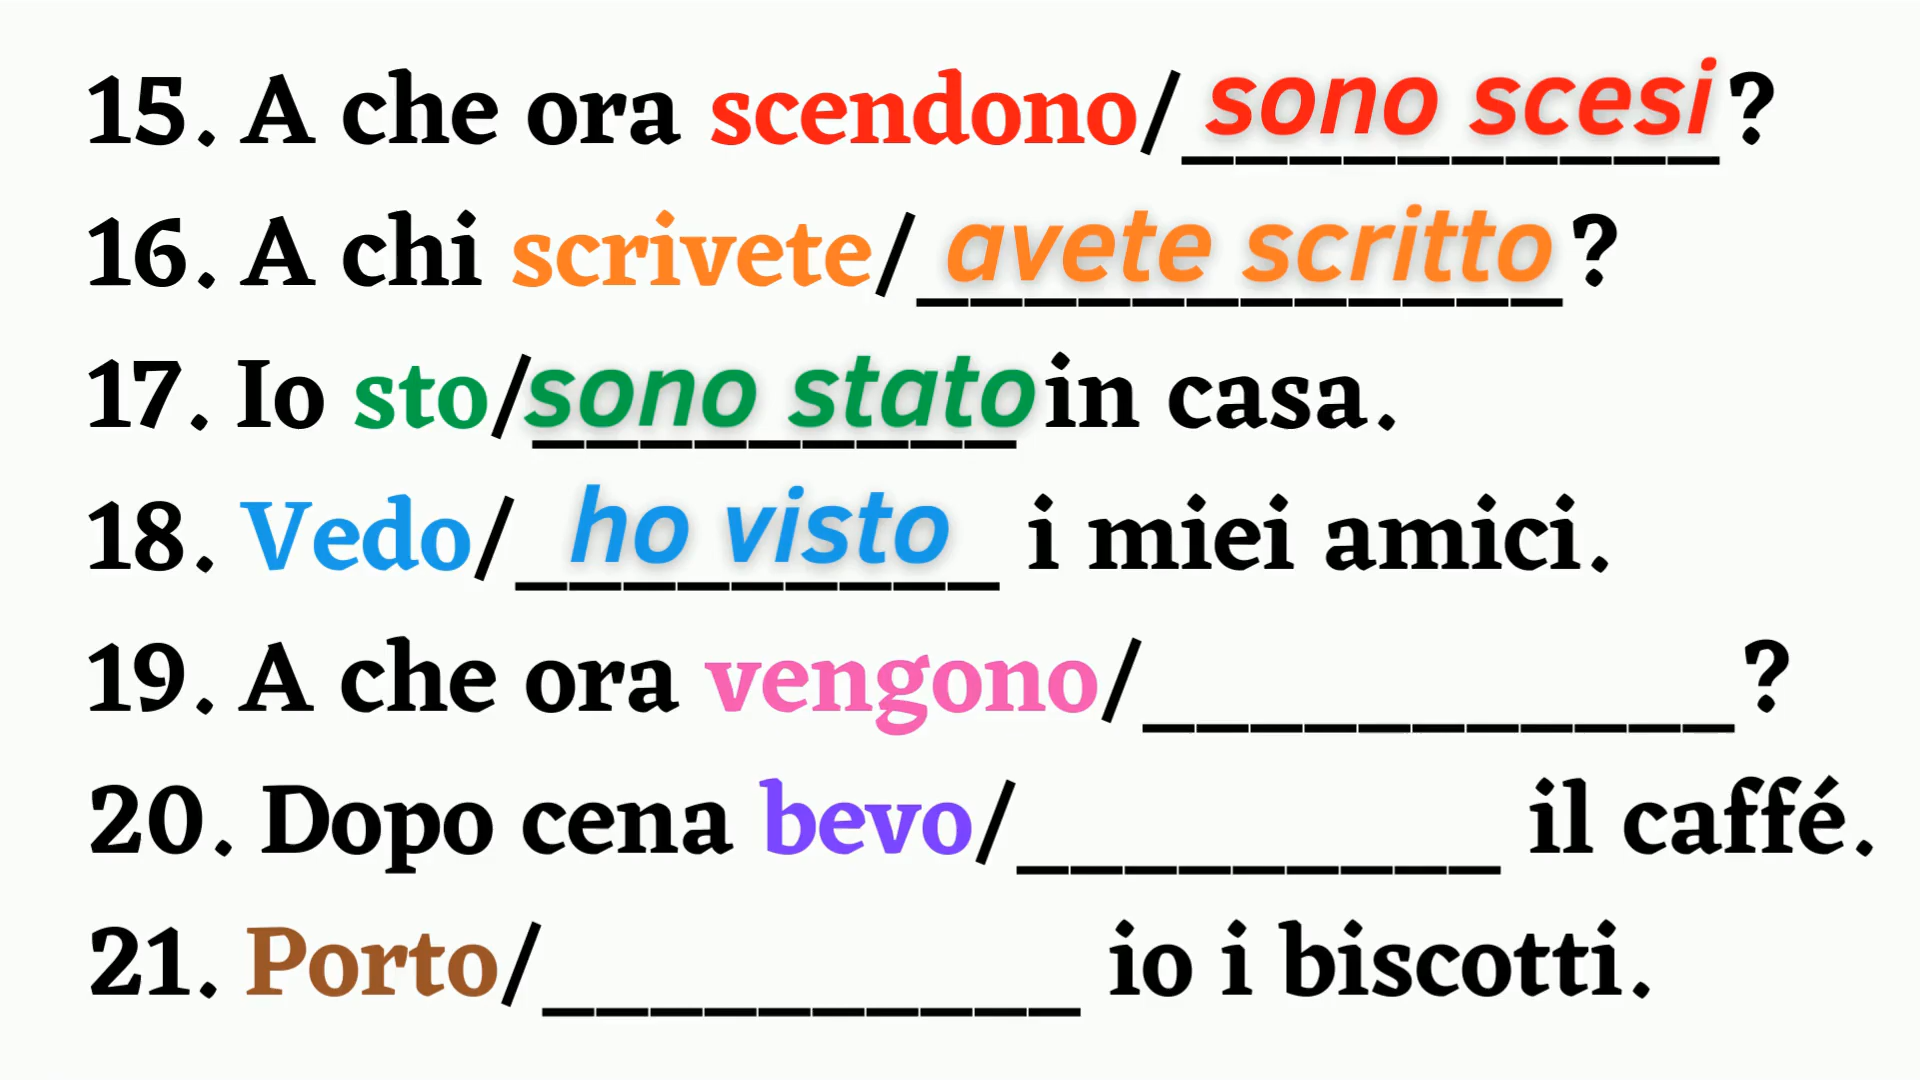 15. A che ora scendono/sono scesi?
16. A chi scrivete/avete scritto?
17. Io sto/sono stato in casa.
18. Vedo/ho visto i miei amici.
19. A che ora vengono/___________?
20. Dopo cena bevo/_________ il caffé.
21. Porto/__________ io i biscotti.